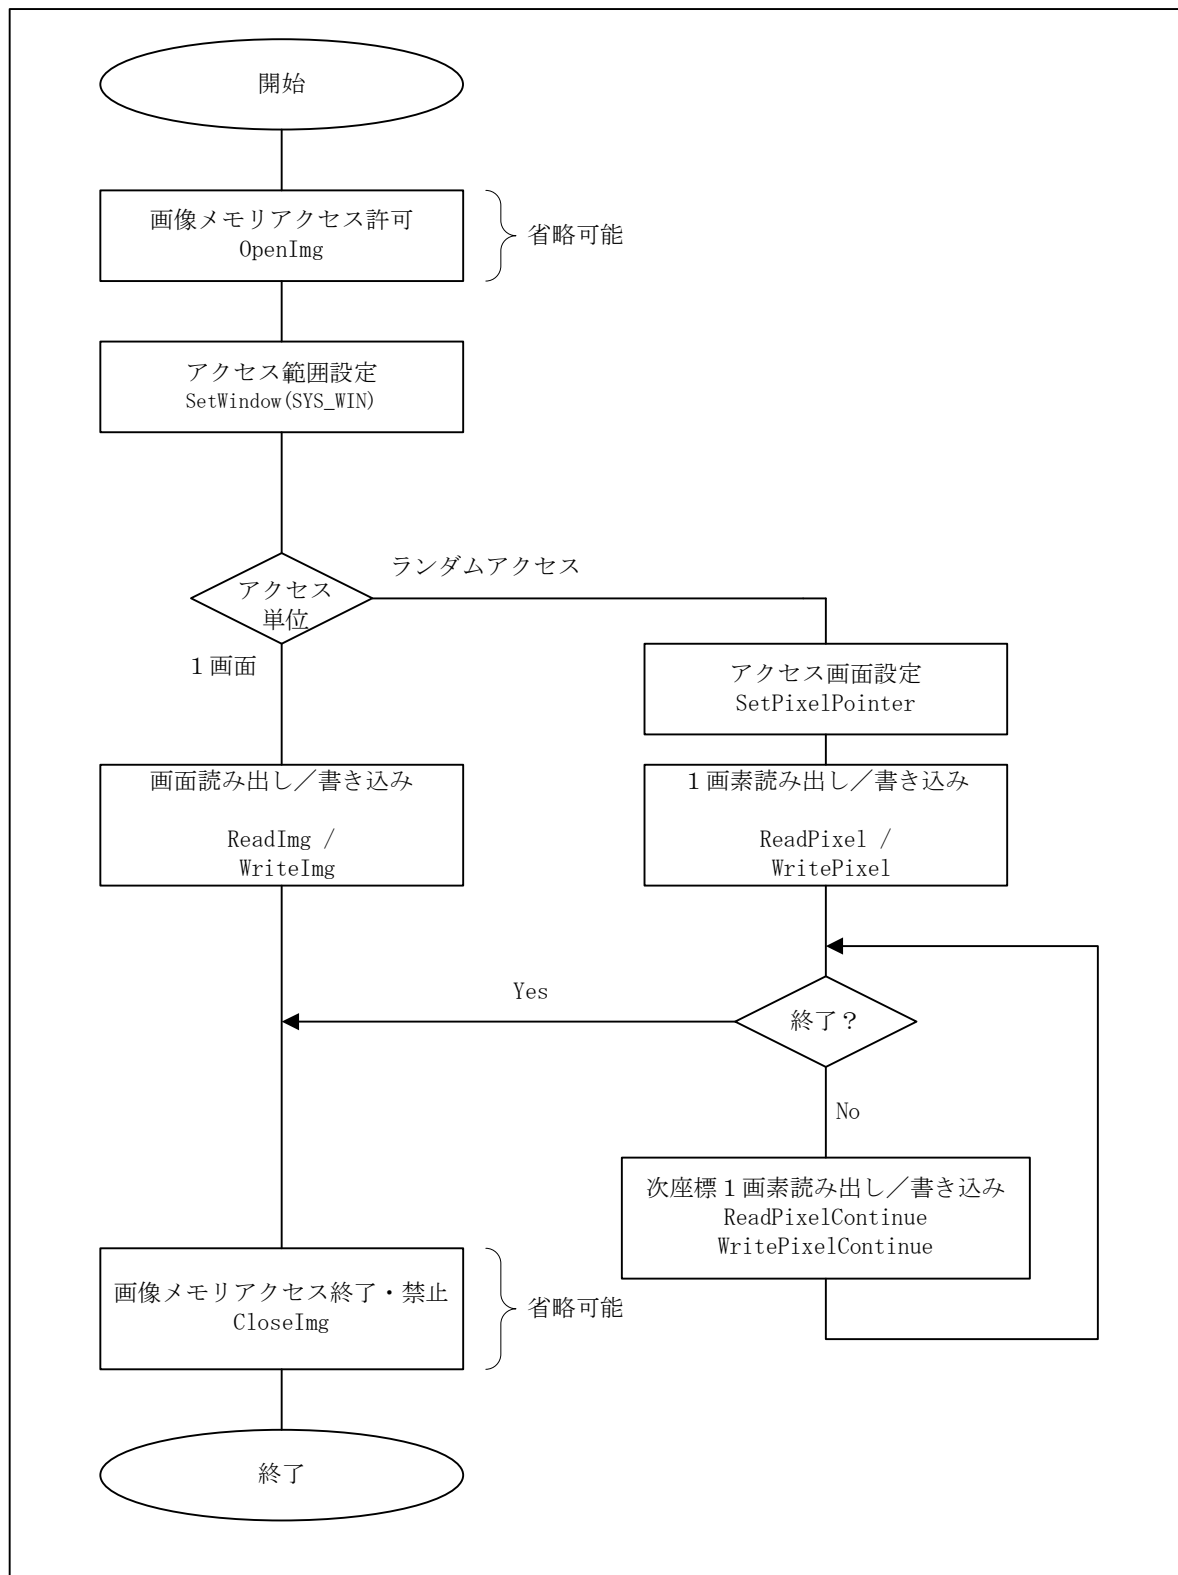 開始
画像メモリアクセス許可
OpenImg
省略可能
アクセス範囲設定
SetWindow(SYS_WIN)
アクセス
単位
ランダムアクセス
1画面
アクセス画面設定
SetPixelPointer
画面読み出し／書き込み
ReadImg /
WriteImg
1画素読み出し／書き込み
ReadPixel /
WritePixel
Yes
終了？
No
次座標1画素読み出し／書き込み
ReadPixelContinue
WritePixelContinue
画像メモリアクセス終了・禁止
CloseImg
省略可能
終了